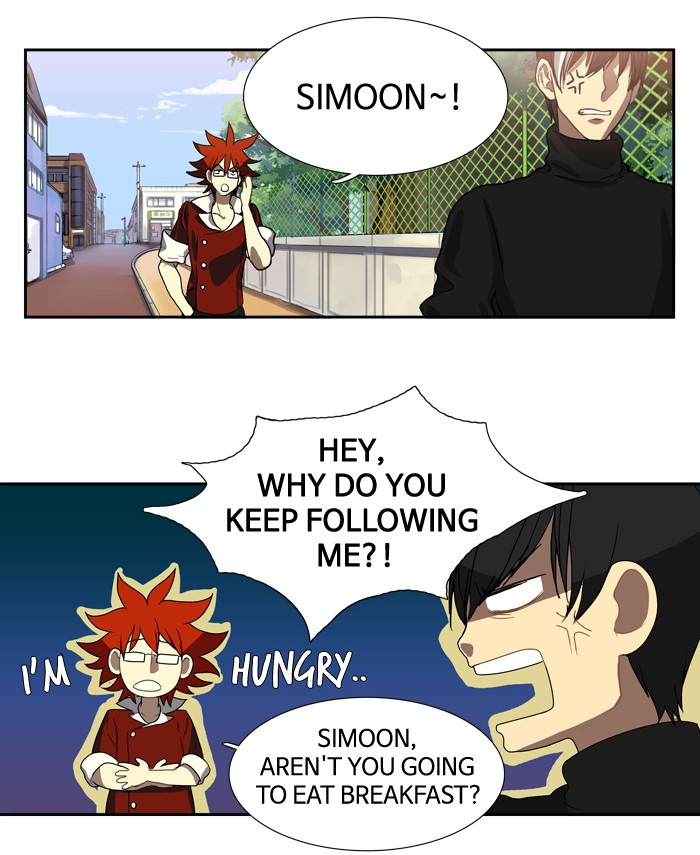 SIMOON~!
HEY,
WHY DO YOU
KEEP FOLLOWING
ME?!
I'M HUNGRY..
SIMOON,
AREN'T YOU GOING
TO EAT BREAKFAST?